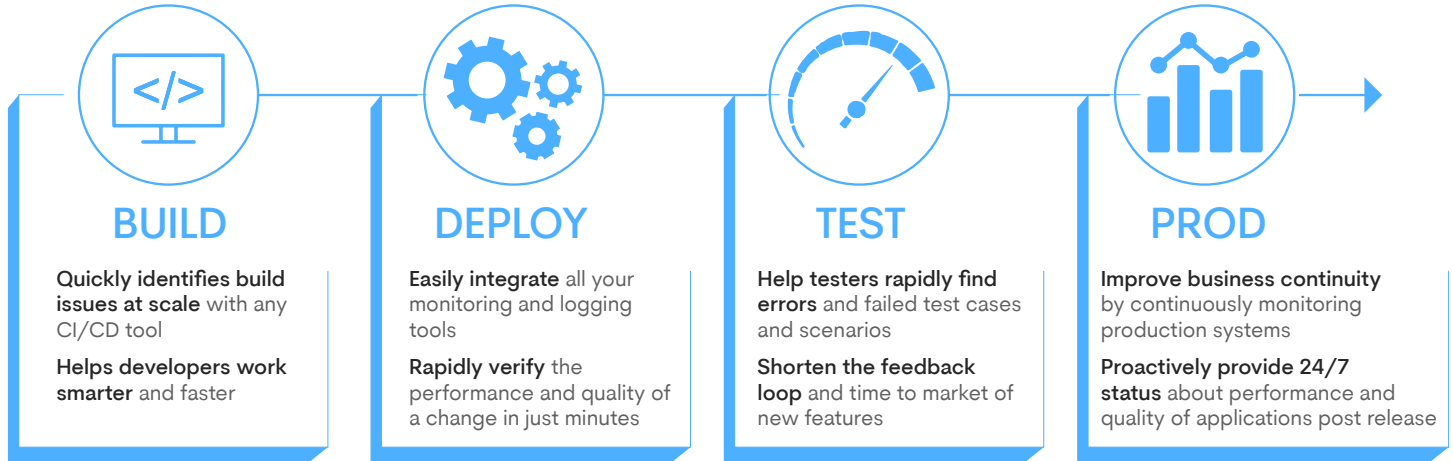 </>
BUILD
Quickly identifies build
issues at scale with any
CI/CD tool
Helps developers work
smarter and faster
DEPLOY
Easily integrate all your
monitoring and logging
tools
Rapidly verify the
performance and quality of
a change in just minutes
TEST
Help testers rapidly find
errors and failed test cases
and scenarios
Shorten the feedback
loop and time to market of
new features
PROD
Improve business continuity
by continuously monitoring
production systems
Proactively provide 24/7
status about performance and
quality of applications post release